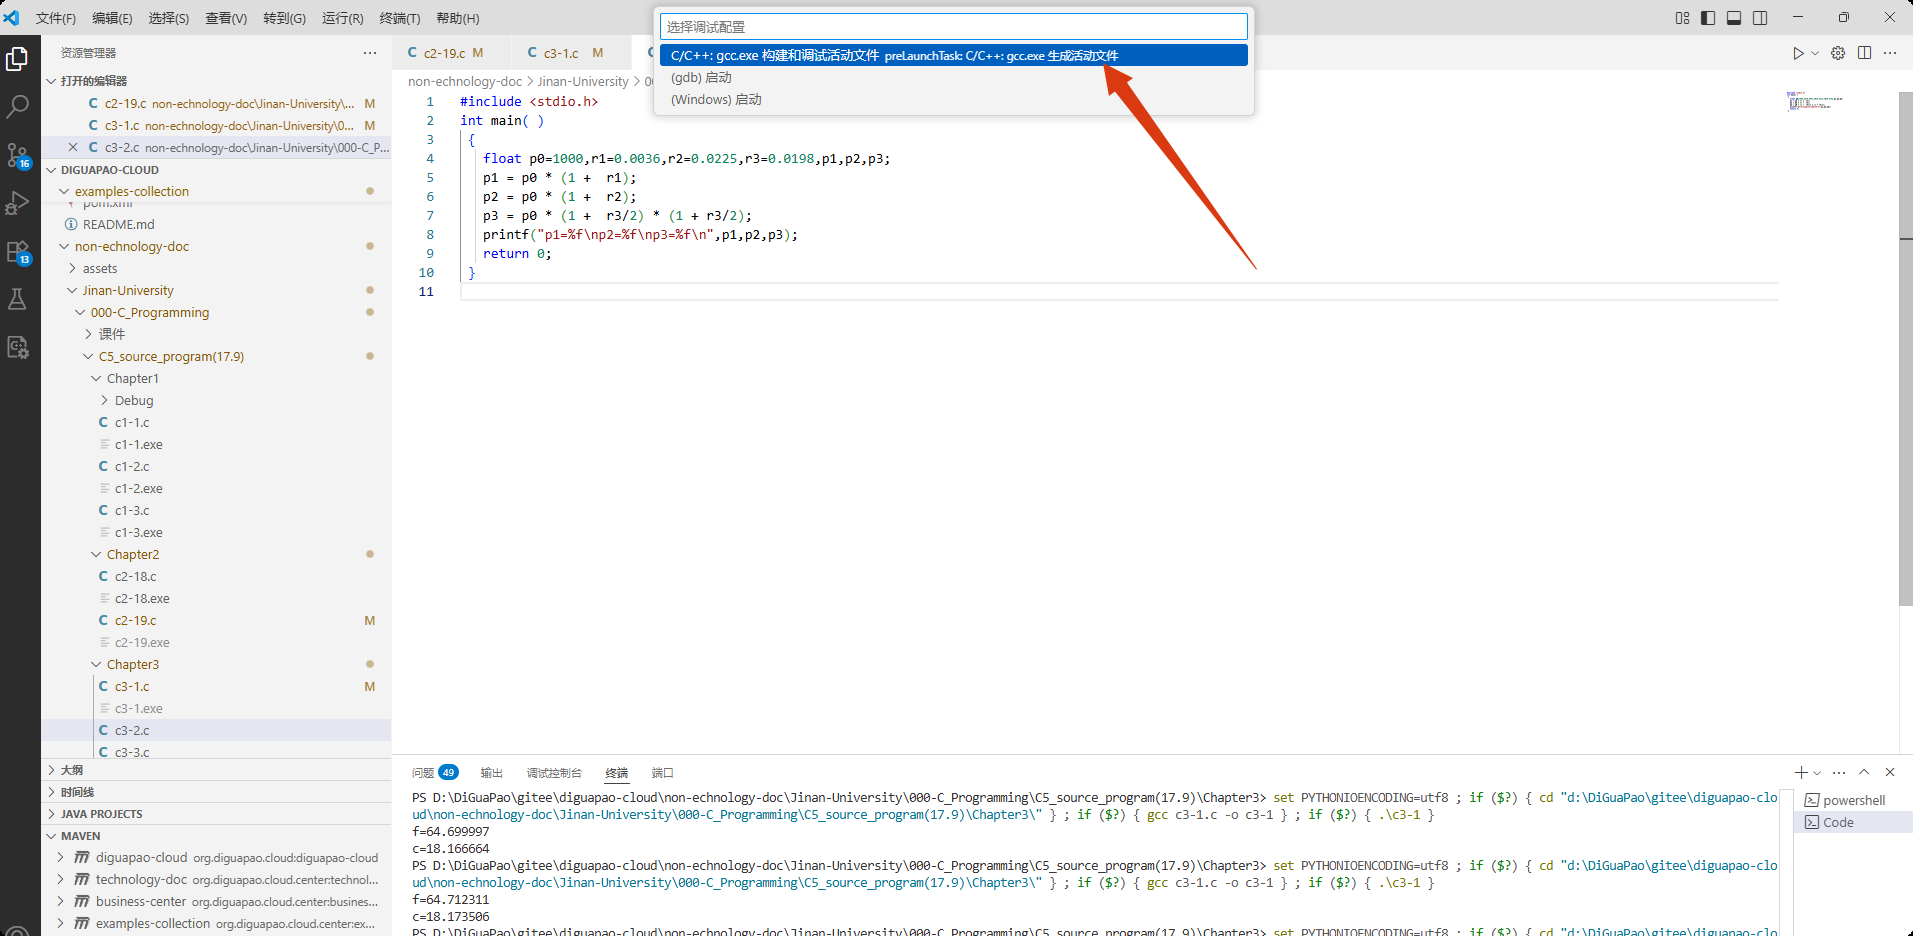 文件(F) 编辑(E) 选择(S) 查看(V) 转到(G) 运行(R) 终端(T) 帮助(H)
选择调试配置
C/C++: gcc.exe 构建和调试活动文件 preLaunchTask: C/C++: gcc.exe 生成活动文件
(gdb) 启动
(Windows) 启动
资源管理器
打开的编辑器
C c2-19.c non-echnology-doc\Jinan-University\... M
C c3-1.c non-echnology-doc\Jinan-University\0... M
C c3-2.c non-echnology-doc\Jinan-University\000-C_P...
16
13
DIGUAPAO-CLOUD
examples-collection
pom.xml
README.md
non-echnology-doc
assets
Jinan-University
000-C_Programming
课件
C5_source_program(17.9)
Chapter1
Debug
C c1-1.c
c1-1.exe
C c1-2.c
c1-2.exe
C c1-3.c
c1-3.exe
Chapter2
C c2-18.c
c2-18.exe
C c2-19.c M
c2-19.exe
Chapter3
C c3-1.c M
c3-1.exe
C c3-2.c
C c3-3.c
大纲
时间线
JAVA PROJECTS
MAVEN
diguapao-cloud org.diguapao.cloud:diguapao-cloud
technology-doc org.diguapao.cloud.center:technol...
business-center org.diguapao.cloud.center:busines...
examples-collection org.diguapao.cloud.center:ex...
C c2-19.c M C c3-1.c M
non-echnology-doc > Jinan-University >
1 #include <stdio.h>
2 int main( )
3 {
4 float p0=1000,r1=0.0036,r2=0.0225,r3=0.0198,p1,p2,p3;
5 p1 = p0 * (1 + r1);
6 p2 = p0 * (1 + r2);
7 p3 = p0 * (1 + r3/2) * (1 + r3/2);
8 printf("p1=%f\np2=%f\np3=%f\n",p1,p2,p3);
9 return 0;
10 }
11
问题 49 输出 调试控制台 终端 端口
PS D:\DiGuaPao\gitee\diguapao-cloud\non-echnology-doc\Jinan-University\000-C_Programming\C5_source_program(17.9)\Chapter3> set PYTHONIOENCODING=utf8 ; if ($?) { cd "d:\DiGuaPao\gitee\diguapao-clo
ud\non-echnology-doc\Jinan-University\000-C_Programming\C5_source_program(17.9)\Chapter3\" } ; if ($?) { gcc c3-1.c -o c3-1 } ; if ($?) { .\c3-1 }
f=64.699997
c=18.166664
PS D:\DiGuaPao\gitee\diguapao-cloud\non-echnology-doc\Jinan-University\000-C_Programming\C5_source_program(17.9)\Chapter3> set PYTHONIOENCODING=utf8 ; if ($?) { cd "d:\DiGuaPao\gitee\diguapao-clo
ud\non-echnology-doc\Jinan-University\000-C_Programming\C5_source_program(17.9)\Chapter3\" } ; if ($?) { gcc c3-1.c -o c3-1 } ; if ($?) { .\c3-1 }
f=64.712311
c=18.173506
PS D:\DiGuaPao\gitee\diguapao-cloud\non-echnology-doc\Jinan-University\000-C_Programming\C5_source_program(17.9)\Chapter3> set PYTHONIOENCODING=utf8 ; if ($?) { cd "d:\DiGuaPao\gitee\diguapao-clo
powershell
Code